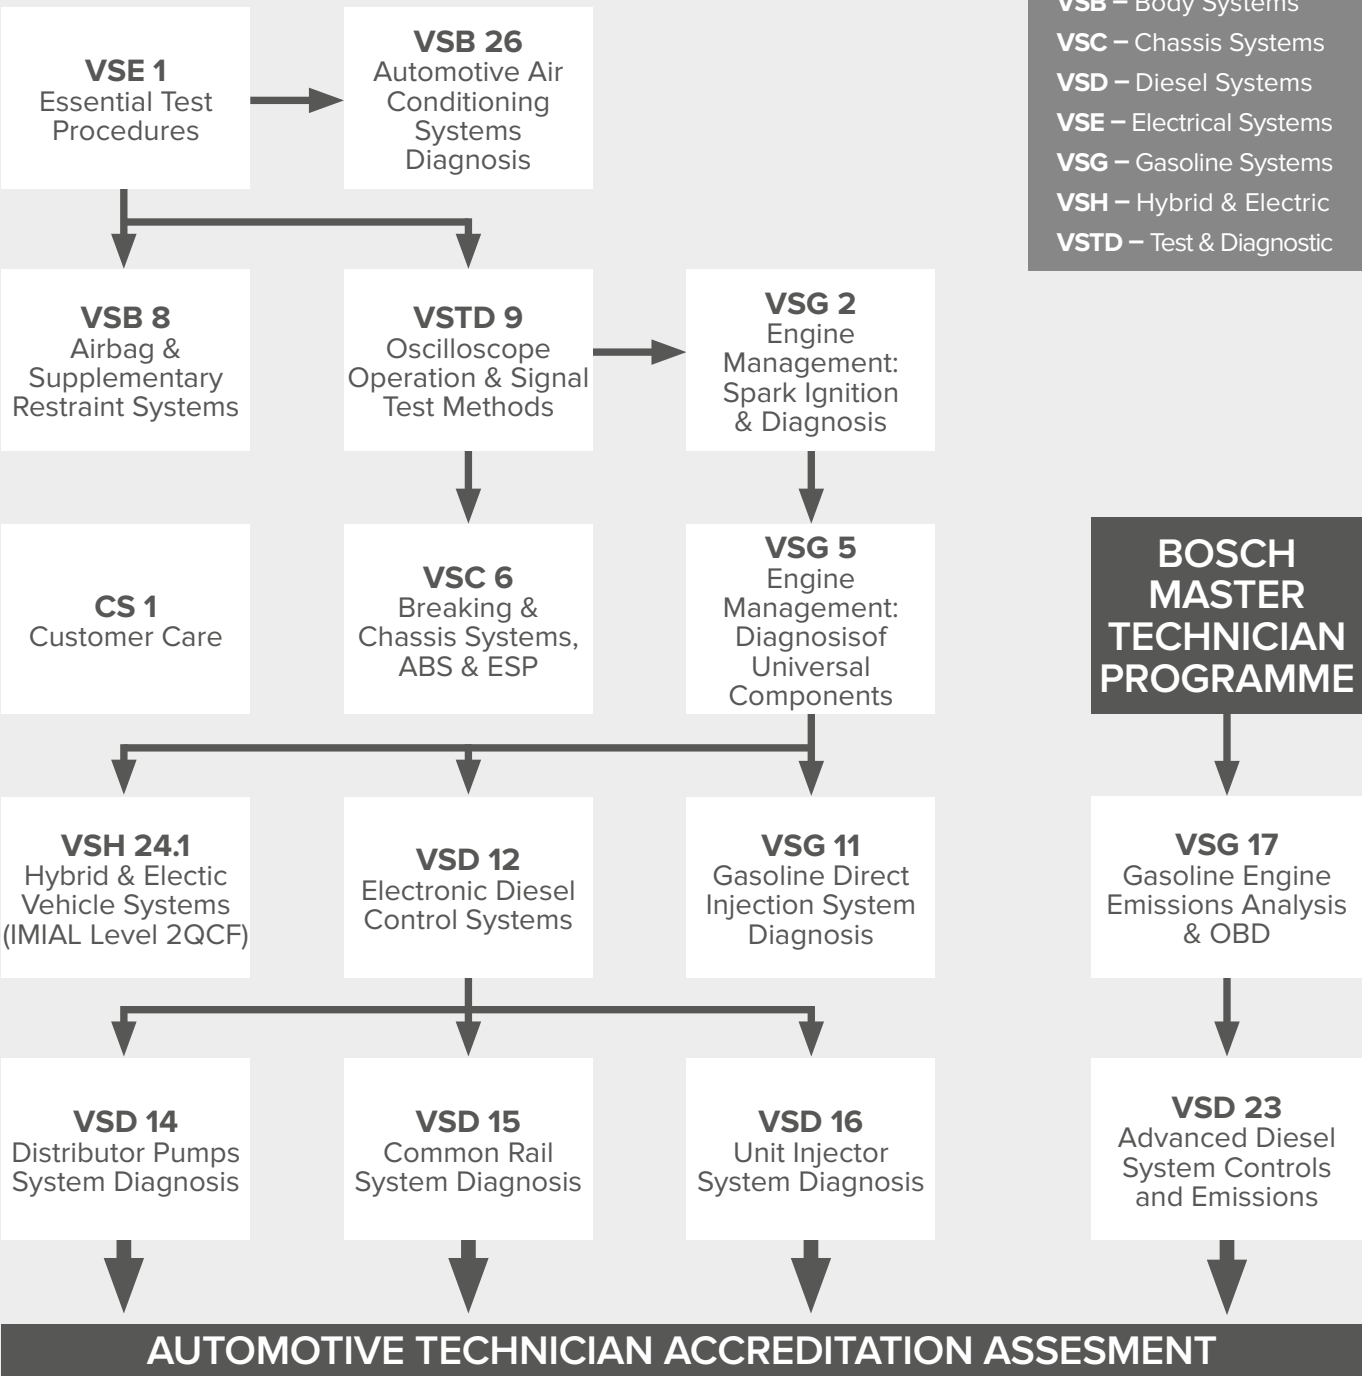 VSE 1
Essential Test
Procedures
VSB 26
Automotive Air
Conditioning
Systems
Diagnosis
VSB – Body Systems
VSC – Chassis Systems
VSD – Diesel Systems
VSE – Electrical Systems
VSG – Gasoline Systems
VSH – Hybrid & Electric
VSTD – Test & Diagnostic
VSB 8
Airbag &
Supplementary
Restraint Systems
VSTD 9
Oscilloscope
Operation & Signal
Test Methods
VSG 2
Engine
Management:
Spark Ignition
& Diagnosis
CS 1
Customer Care
VSC 6
Breaking &
Chassis Systems,
ABS & ESP
VSG 5
Engine
Management:
Diagnosisof
Universal
Components
BOSCH
MASTER
TECHNICIAN
PROGRAMME
VSH 24.1
Hybrid & Electic
Vehicle Systems
(IMIAL Level 2QCF)
VSD 12
Electronic Diesel
Control Systems
VSG 11
Gasoline Direct
Injection System
Diagnosis
VSG 17
Gasoline Engine
Emissions Analysis
& OBD
VSD 14
Distributor Pumps
System Diagnosis
VSD 15
Common Rail
System Diagnosis
VSD 16
Unit Injector
System Diagnosis
VSD 23
Advanced Diesel
System Controls
and Emissions
AUTOMOTIVE TECHNICIAN ACCREDITATION ASSESMENT